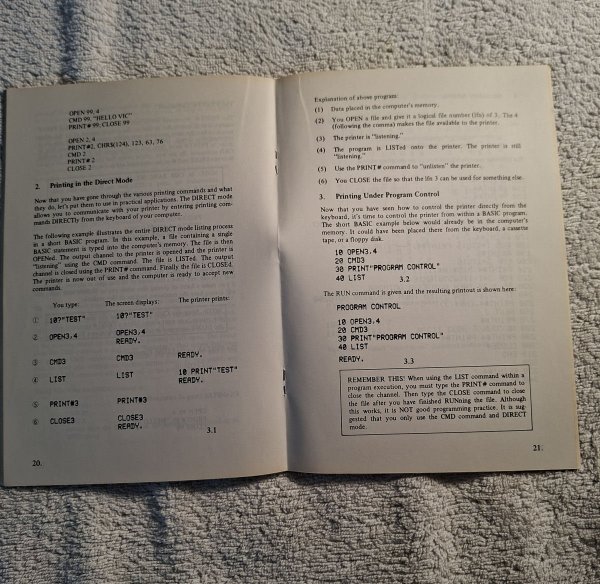 OPEN 99, 4
CMD 99, "HELLO VIC"
PRINT# 99: CLOSE 99
OPEN 2, 4
PRINT#2, CHR$(124), 123, 63, 76
CMD 2
PRINT# 2
CLOSE 2
2. Printing in the Direct Mode
Now that you have gone through the various printing commands and what
they do, let's put them to use in practical applications. The DIRECT mode
allows you to communicate with your printer by entering printing com-
mands DIRECTly from the keyboard of your computer.
The following example illustrates the entire DIRECT mode listing process
in a short BASIC program. In this example, a file containing a single
BASIC statement is typed into the computer's memory. The file is then
OPENed. The output channel to the printer is opened and the printer is
"listening" using the CMD command. The file is LISTed. The output
channel is closed using the PRINT# command. Finally the file is CLOSEd.
The printer is now out of use and the computer is ready to accept new
commands.
You type: The screen displays: The printer prints:
① 10?"TEST" 10?"TEST"
② OPEN3,4 OPEN3,4
READY.
③ CMD3 CMD3 READY.
④ LIST LIST 10 PRINT"TEST"
READY.
⑤ PRINT#3 PRINT#3
⑥ CLOSE3 CLOSE3
READY.
3.1
20.
Explanation of above program:
(1) Data placed in the computer's memory.
(2) You OPEN a file and give it a logical file number (lfn) of 3. The 4
(following the comma) makes the file available to the printer.
(3) The printer is "listening."
(4) The program is LISTed onto the printer. The printer is still
"listening."
(5) Use the PRINT# command to "unlisten" the printer.
(6) You CLOSE the file so that the lfn 3 can be used for something else.
3. Printing Under Program Control
Now that you have seen how to control the printer directly from the
keyboard, it's time to control the printer from within a BASIC program.
The short BASIC example below would already be in the computer's
memory. It could have been placed there from the keyboard, a cassette
tape, or a floppy disk.
10 OPEN3,4
20 CMD3
30 PRINT"PROGRAM CONTROL"
40 LIST
3.2
The RUN command is given and the resulting printout is shown here:
PROGRAM CONTROL
10 OPEN3,4
20 CMD3
30 PRINT"PROGRAM CONTROL"
40 LIST
READY.
3.3
REMEMBER THIS! When using the LIST command within a
program execution, you must type the PRINT# command to
close the channel. Then type the CLOSE command to close
the file after you have finished RUNning the file. Although
this works, it is NOT good programming practice. It is sug-
gested that you only use the CMD command and DIRECT
mode.
21.